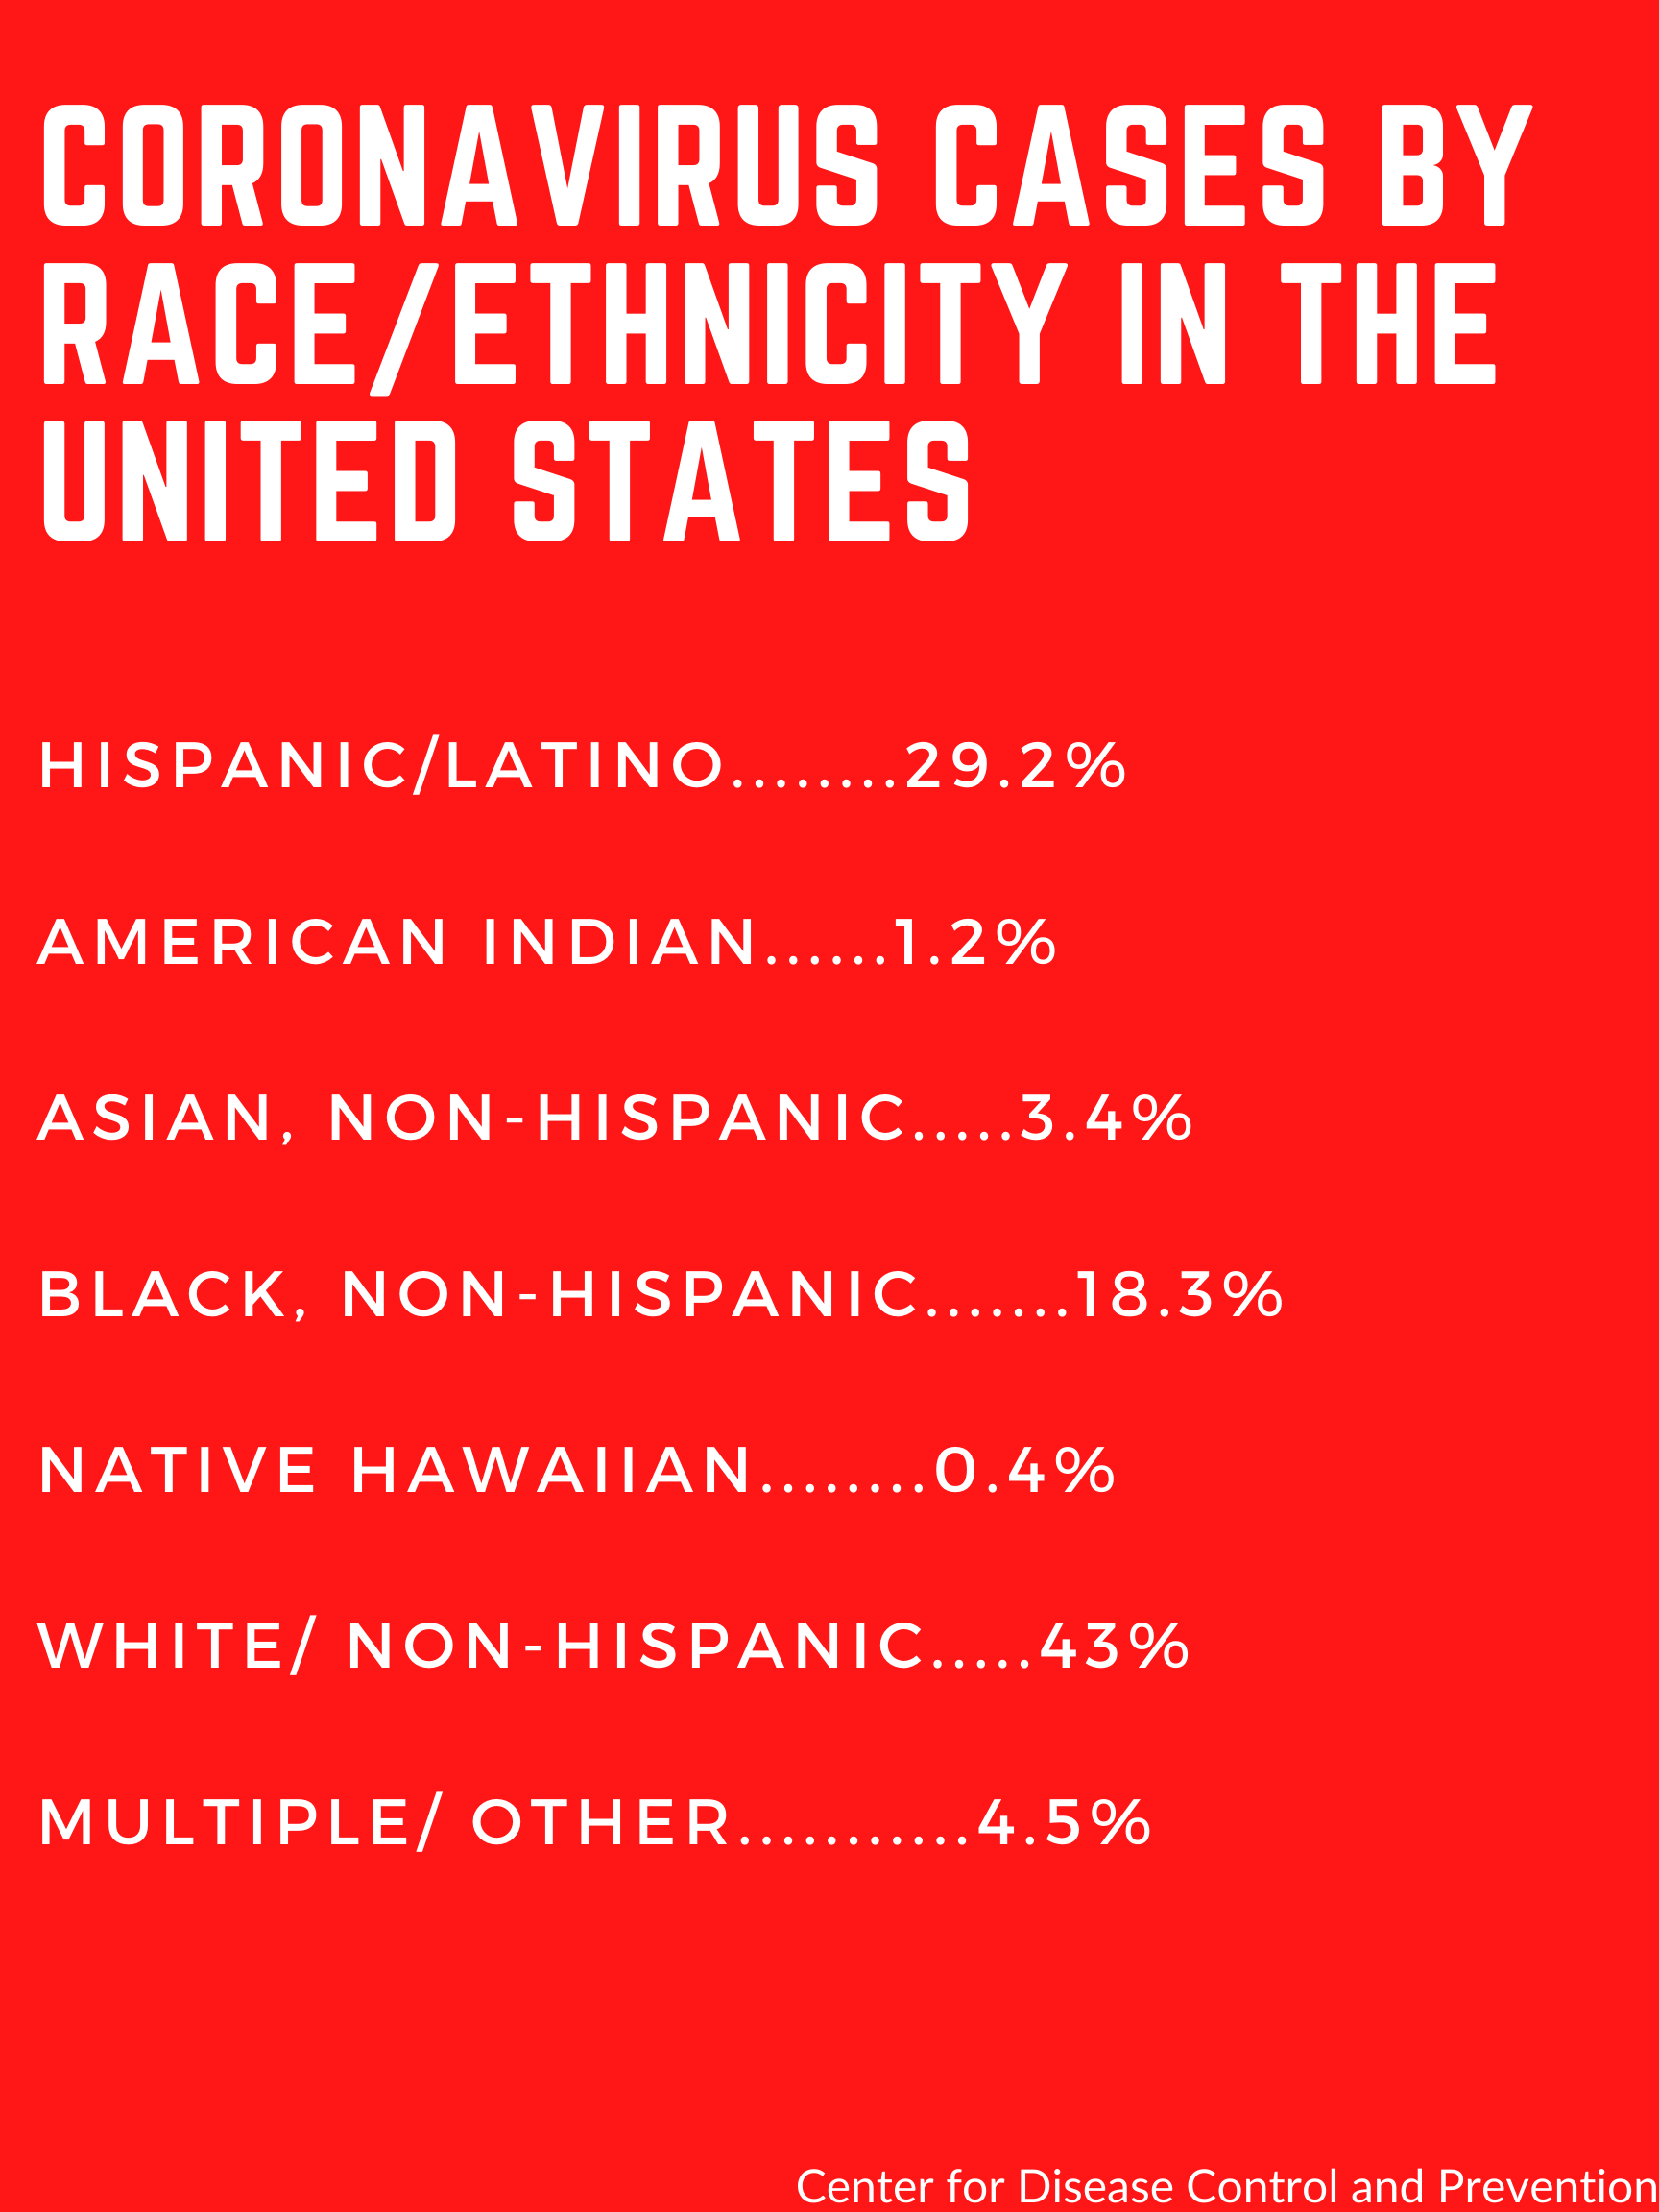 CORONAVIRUS CASES BY
RACE/ETHNICITY IN THE
UNITED STATES
HISPANIC/LATINO........29.2%
AMERICAN INDIAN......1.2%
ASIAN, NON-HISPANIC......3.4%
BLACK, NON-HISPANIC.......18.3%
NATIVE HAWAIIAN........0.4%
WHITE/ NON-HISPANIC.....43%
MULTIPLE/ OTHER...........4.5%
Center for Disease Control and Prevention